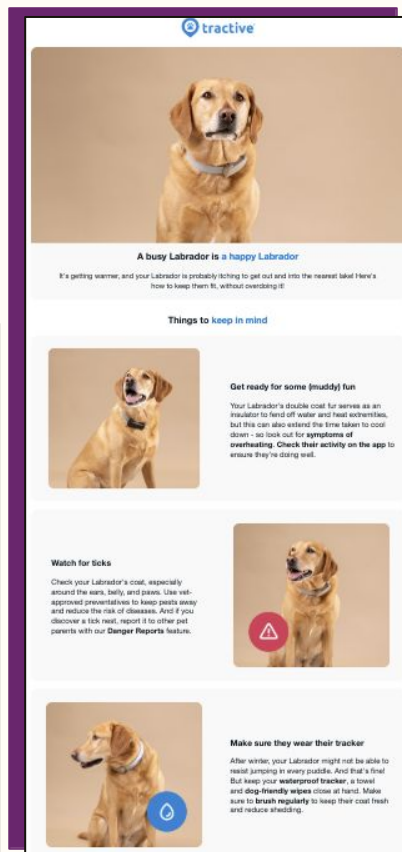 tractive
A busy Labrador is a happy Labrador
It's getting warmer, and your Labrador is probably itching to get out and into the nearest lake! Here's
how to keep them fit, without overdoing it!
Things to keep in mind
Get ready for some (muddy) fun
Your Labrador's double coat fur serves as an
insulator to fend off water and heat extremities,
but this can also extend the time taken to cool
down - so look out for symptoms of
overheating. Check their activity on the app to
ensure they're doing well.
Watch for ticks
Check your Labrador's coat, especially
around the ears, belly, and paws. Use vet-
approved preventatives to keep pests away
and reduce the risk of diseases. And if you
discover a tick nest, report it to other pet
parents with our Danger Reports feature.
Make sure they wear their tracker
After winter, your Labrador might not be able to
resist jumping in every puddle. And that's fine!
But keep your waterproof tracker, a towel
and dog-friendly wipes close at hand. Make
sure to brush regularly to keep their coat fresh
and reduce shedding.